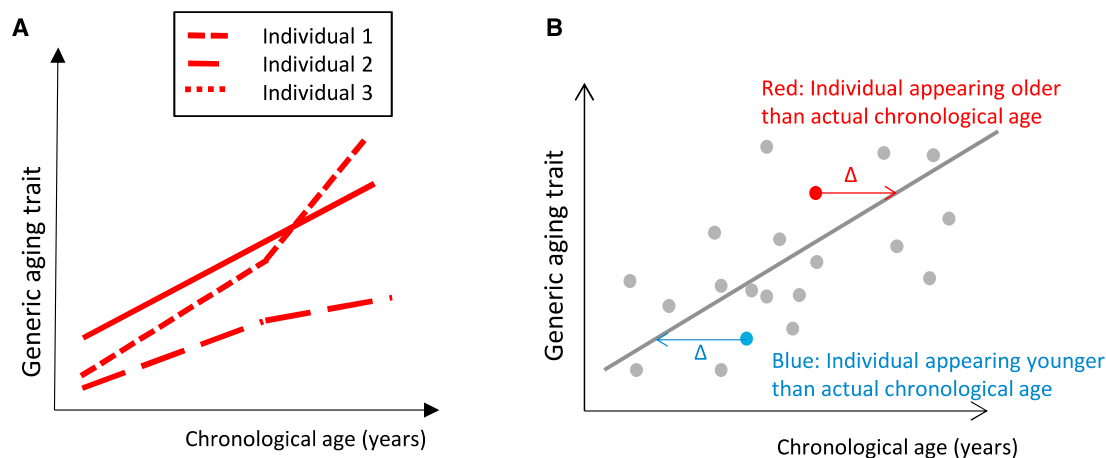 A
Individual 1
Individual 2
Individual 3
Generic aging trait
Chronological age (years)
B
Red: Individual appearing older
than actual chronological age
Δ
Generic aging trait
Δ
Blue: Individual appearing younger
than actual chronological age
Chronological age (years)